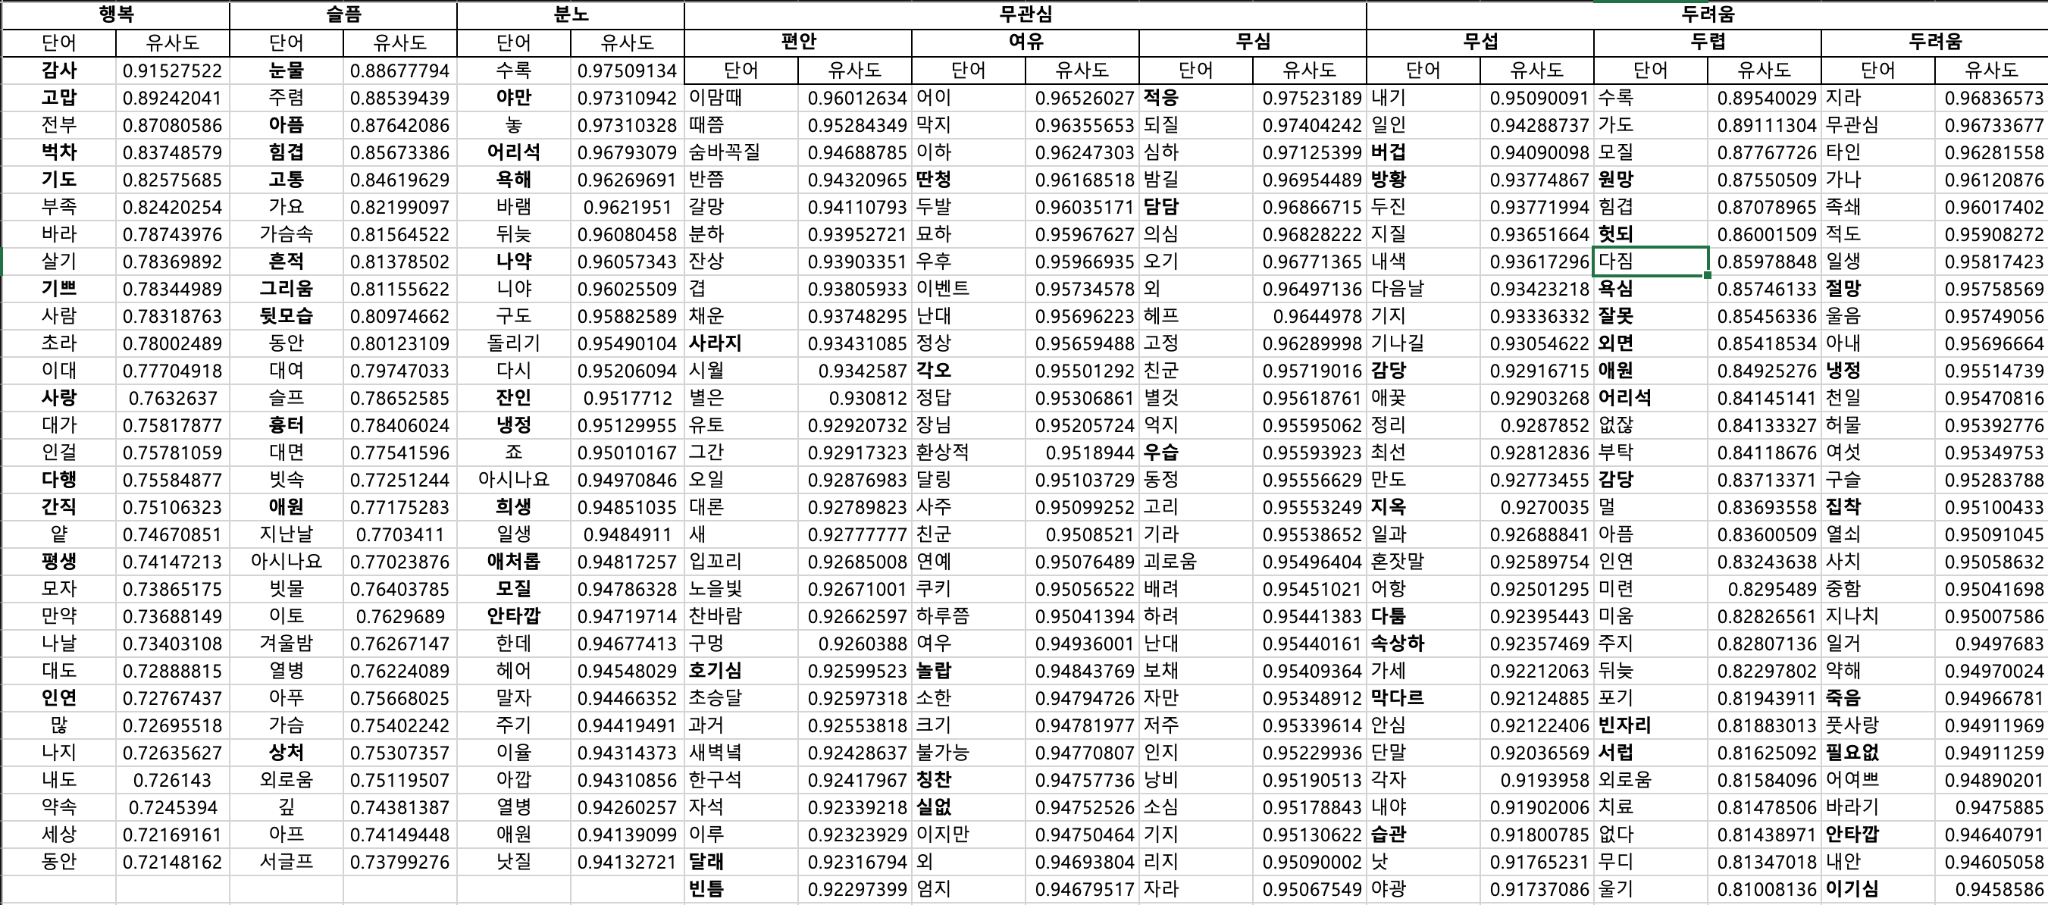 행복 슬픔 분노 무관심 두려움
단어 유사도 단어 유사도 단어 유사도 편안 여유 무심 무섭 두렵 두려움
감사 0.91527522 눈물 0.88677794 수록 0.97509134 단어 유사도 단어 유사도 단어 유사도 단어 유사도 단어 유사도 단어 유사도
고맙 0.89242041 주렴 0.88539439 야만 0.97310942 이맘때 0.96012634 어이 0.96526027 적응 0.97523189 내기 0.95090091 수록 0.89540029 지라 0.96836573
전부 0.87080586 아픔 0.87642086 놓 0.97310328 때쯤 0.95284349 막지 0.96355653 되질 0.97404242 일인 0.94288737 가도 0.89111304 무관심 0.96733677
벅차 0.83748579 힘겹 0.85673386 어리석 0.96793079 숨바꼭질 0.94688785 이하 0.96247303 심하 0.97125399 버겁 0.94090098 모질 0.87767726 타인 0.96281558
기도 0.82575685 고통 0.84619629 욕해 0.96269691 반쯤 0.94320965 딴청 0.96168518 밤길 0.96954489 방황 0.93774867 원망 0.87550509 가나 0.96120876
부족 0.82420254 가요 0.82199097 바램 0.9621951 갈망 0.94110793 두발 0.96035171 담담 0.96866715 두진 0.93771994 힘겹 0.87078965 족쇄 0.96017402
바라 0.78743976 가슴속 0.81564522 뒤늦 0.96080458 분하 0.93952721 묘하 0.95967627 의심 0.96828222 지질 0.93651664 헛되 0.86001509 적도 0.95908272
살기 0.78369892 흔적 0.81378502 나약 0.96057343 잔상 0.93903351 우후 0.95966935 오기 0.96771365 내색 0.93617296 다짐 0.85978848 일생 0.95817423
기쁘 0.78344989 그리움 0.81155622 니야 0.96025509 겹 0.93805933 이벤트 0.95734578 외 0.96497136 다음날 0.93423218 욕심 0.85746133 절망 0.95758569
사람 0.78318763 뒷모습 0.80974662 구도 0.95882589 채운 0.93748295 난대 0.95696223 헤프 0.9644978 기지 0.93336332 잘못 0.85456336 울음 0.95749056
초라 0.78002489 동안 0.80123109 돌리기 0.95490104 사라지 0.93431085 정상 0.95659488 고정 0.96289998 기나길 0.93054622 외면 0.85418534 아내 0.95696664
이대 0.77704918 대여 0.79747033 다시 0.95206094 시월 0.9342587 각오 0.95501292 친군 0.95719016 감당 0.92916715 애원 0.84925276 냉정 0.95514739
사랑 0.7632637 슬프 0.78652585 잔인 0.9517712 별은 0.930812 정답 0.95306861 별것 0.95618761 애꿎 0.92903268 어리석 0.84145141 천일 0.95470816
대가 0.75817877 흉터 0.78406024 냉정 0.95129955 유토 0.92920732 장님 0.95205724 억지 0.95595062 정리 0.9287852 없잖 0.84133327 허물 0.95392776
인걸 0.75781059 대면 0.77541596 죠 0.95010167 그간 0.92917323 환상적 0.9518944 우습 0.95593923 최선 0.92812836 부탁 0.84118676 여섯 0.95349753
다행 0.75584877 빗속 0.77251244 아시나요 0.94970846 오일 0.92876983 달링 0.95103729 동정 0.95556629 만도 0.92773455 감당 0.83713371 구슬 0.95283788
간직 0.75106323 애원 0.77175283 희생 0.94851035 대론 0.92789823 사주 0.95099252 고리 0.95553249 지옥 0.9270035 멀 0.83693558 집착 0.95100433
얕 0.74670851 지난날 0.7703411 일생 0.9484911 새 0.92777777 친군 0.9508521 기라 0.95538652 일과 0.92688841 아픔 0.83600509 열쇠 0.95091045
평생 0.74147213 아시나요 0.77023876 애처롭 0.94817257 입꼬리 0.92685008 연예 0.95076489 괴로움 0.95496404 혼잣말 0.92589754 인연 0.83243638 사치 0.95058632
모자 0.73865175 빗물 0.76403785 모질 0.94786328 노을빛 0.92671001 쿠키 0.95056522 배려 0.95451021 어항 0.92501295 미련 0.8295489 중함 0.95041698
만약 0.73688149 이토 0.7629689 안타깝 0.94719714 찬바람 0.92662597 하루쯤 0.95041394 하려 0.95441383 다툼 0.92395443 미움 0.82826561 지나치 0.95007586
나날 0.73403108 겨울밤 0.76267147 한데 0.94677413 구멍 0.9260388 여우 0.94936001 난대 0.95440161 속상하 0.92357469 주지 0.82807136 일거 0.9497683
대도 0.72888815 열병 0.76224089 헤어 0.94548029 호기심 0.92599523 놀랍 0.94843769 보채 0.95409364 가세 0.92212063 뒤늦 0.82297802 약해 0.94970024
인연 0.72767437 아푸 0.75668025 말자 0.94466352 초승달 0.92597318 소한 0.94794726 자만 0.95348912 막다르 0.92124885 포기 0.81943911 죽음 0.94966781
많 0.72695518 가슴 0.75402242 주기 0.94419491 과거 0.92553818 크기 0.94781977 저주 0.95339614 안심 0.92122406 빈자리 0.81883013 풋사랑 0.94911969
나지 0.72635627 상처 0.75307357 이율 0.94314373 새벽녘 0.92428637 불가능 0.94770807 인지 0.95229936 단말 0.92036569 서럽 0.81625092 필요없 0.94911259
내도 0.726143 외로움 0.75119507 아깝 0.94310856 한구석 0.92417967 칭찬 0.94757736 낭비 0.95190513 각자 0.9193958 외로움 0.81584096 어여쁘 0.94890201
약속 0.7245394 깊 0.74381387 열병 0.94260257 자석 0.92339218 실없 0.94752526 소심 0.95178843 내야 0.91902006 치료 0.81478506 바라기 0.9475885
세상 0.72169161 아프 0.74149448 애원 0.94139099 이루 0.92323929 이지만 0.94750464 기지 0.95130622 습관 0.91800785 없다 0.81438971 안타깝 0.94640791
동안 0.72148162 서글프 0.73799276 낫질 0.94132721 달래 0.92316794 외 0.94693804 리지 0.95090002 낫 0.91765231 무디 0.81347018 내안 0.94605058
빈틈 0.92297399 엄지 0.94679517 자라 0.95067549 야광 0.91737086 울기 0.81008136 이기심 0.9458586